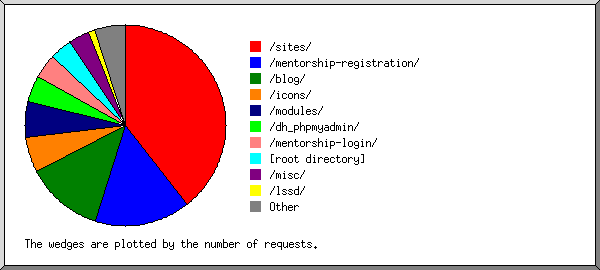 /sites/
/mentorship-registration/
/blog/
/icons/
/modules/
/dh_phpmyadmin/
/mentorship-login/
[root directory]
/misc/
/lssd/
Other
The wedges are plotted by the number of requests.